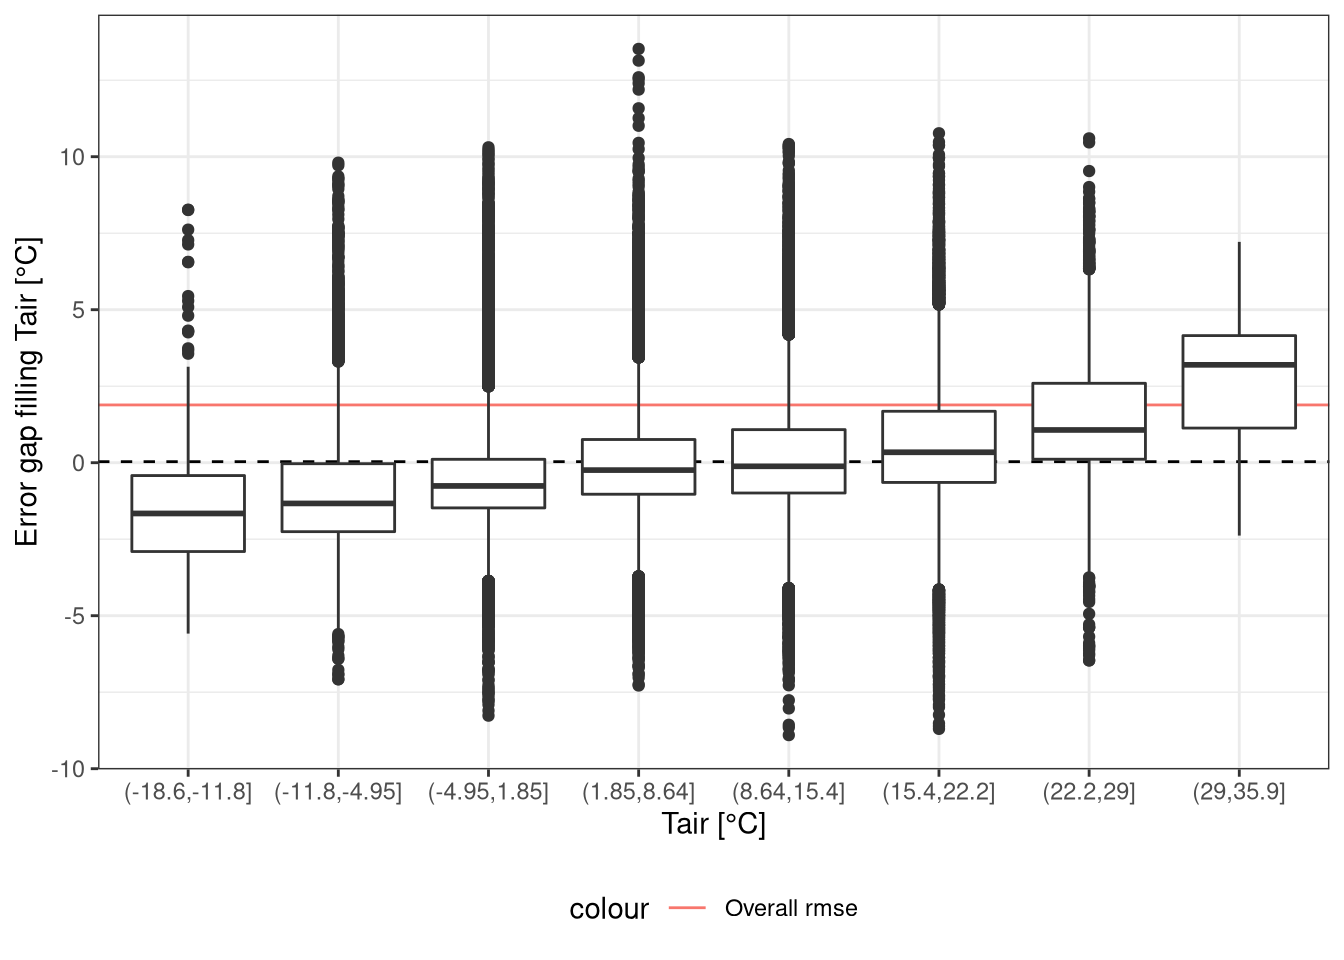 Error gap filling Tair [°C]
10
5
0
-5
-10
(-18.6,-11.8] (-11.8,-4.95] (-4.95,1.85] (1.85,8.64] (8.64,15.4] (15.4,22.2] (22.2,29] (29,35.9]
Tair [°C]
colour Overall rmse